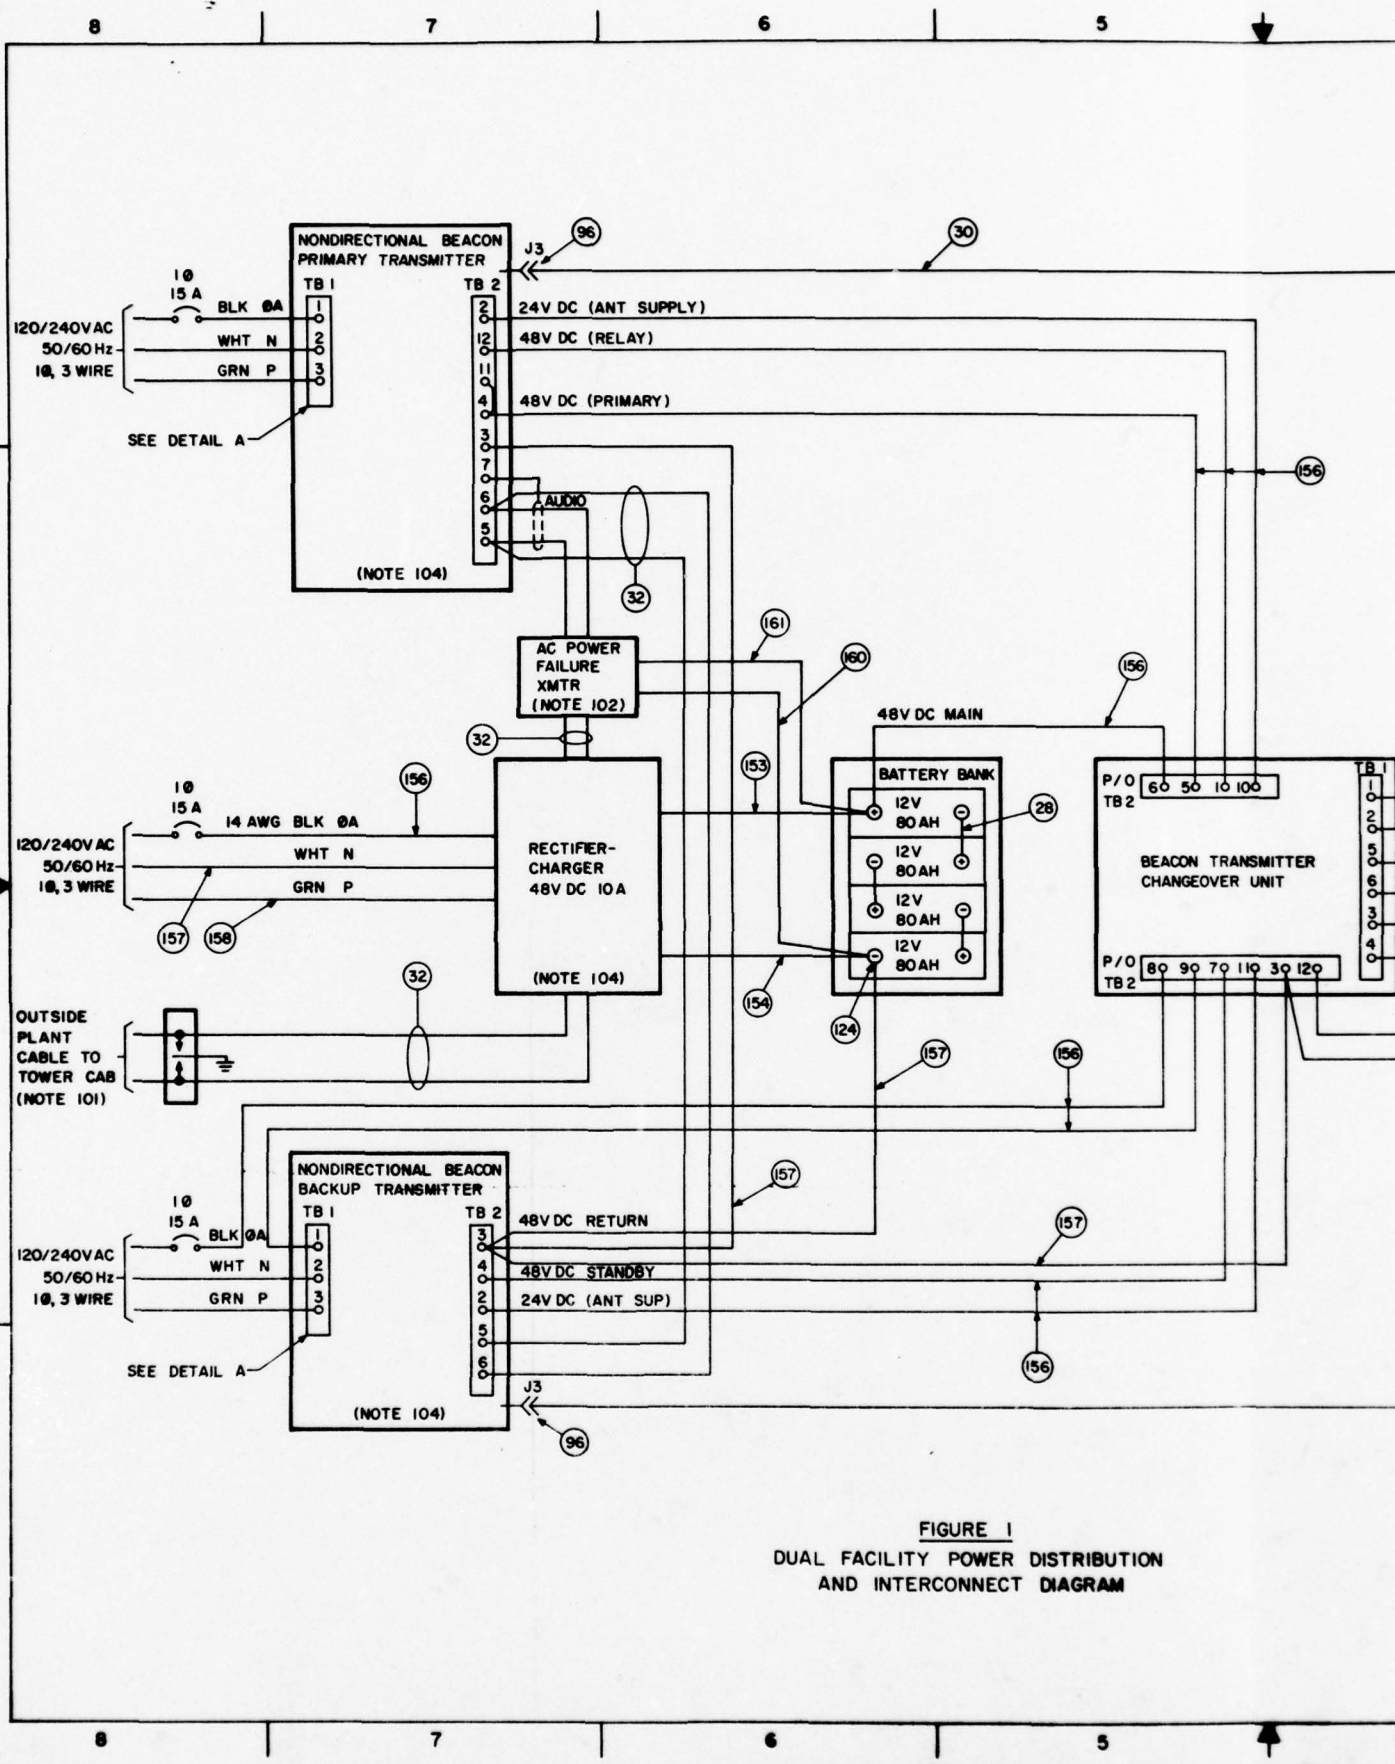 8 7 6 5
NONDIRECTIONAL BEACON
PRIMARY TRANSMITTER
TB 1
TB 2
J3
96
30
1Ø
15 A
BLK ØA
WHT N
GRN P
120/240VAC
50/60 Hz
1Ø, 3 WIRE
1
2
3
SEE DETAIL A
2
12
11
4
3
7
6
5
24V DC (ANT SUPPLY)
48V DC (RELAY)
48V DC (PRIMARY)
AUDIO
(NOTE 104)
32
156
AC POWER
FAILURE
XMTR
(NOTE 102)
161
160
32
156
48V DC MAIN
1Ø
15 A
14 AWG BLK ØA
WHT N
GRN P
120/240V AC
50/60 Hz
1Ø, 3 WIRE
156
157
158
RECTIFIER-
CHARGER
48V DC 10 A
(NOTE 104)
153
154
BATTERY BANK
12V
80 AH
12V
80 AH
12V
80 AH
12V
80 AH
28
124
P/O
TB 2
6 5 1 10
BEACON TRANSMITTER
CHANGEOVER UNIT
P/O
TB 2
8 9 7 11 3 12
TB 1
1
2
5
6
3
4
OUTSIDE
PLANT
CABLE TO
TOWER CAB
(NOTE 101)
32
157
156
NONDIRECTIONAL BEACON
BACKUP TRANSMITTER
TB 1
TB 2
1Ø
15 A
BLK ØA
WHT N
GRN P
120/240VAC
50/60 Hz
1Ø, 3 WIRE
1
2
3
SEE DETAIL A
3
4
2
5
6
48V DC RETURN
48V DC STANDBY
24V DC (ANT SUP)
157
157
156
(NOTE 104)
J3
96
FIGURE 1
DUAL FACILITY POWER DISTRIBUTION
AND INTERCONNECT DIAGRAM
8 7 6 5